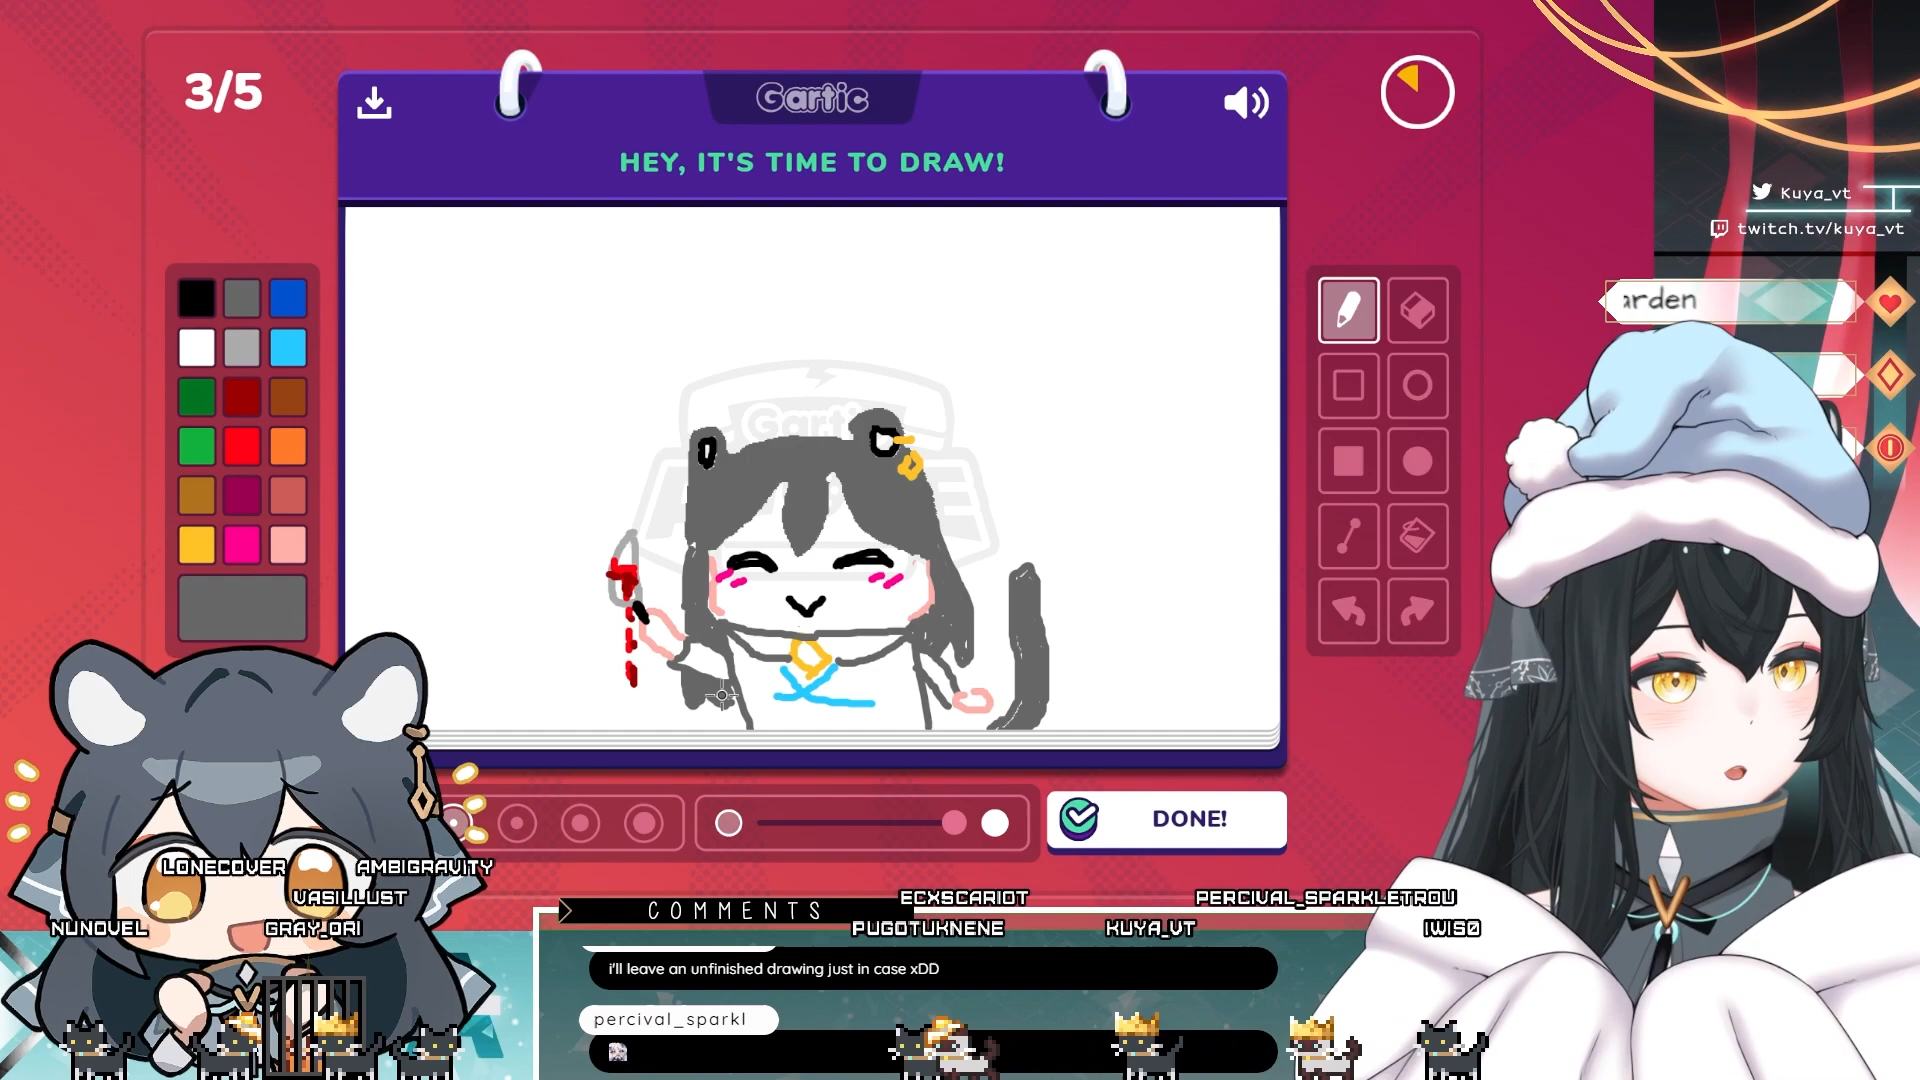 3/5
Gartic
HEY, IT'S TIME TO DRAW!
Kuya_vt
twitch.tv/kuya_vt
arden
Garti
DONE!
LONECOVER
AMBIGRAVITY
VASILLUST
NUNOVEL
GRAY_ORI
COMMENTS
ECXSCARIOT
PERCIVAL_SPARKLETROU
PUGOTUKNENE
KUYA_VT
IWISO
i'll leave an unfinished drawing just in case xDD
percival_sparkl